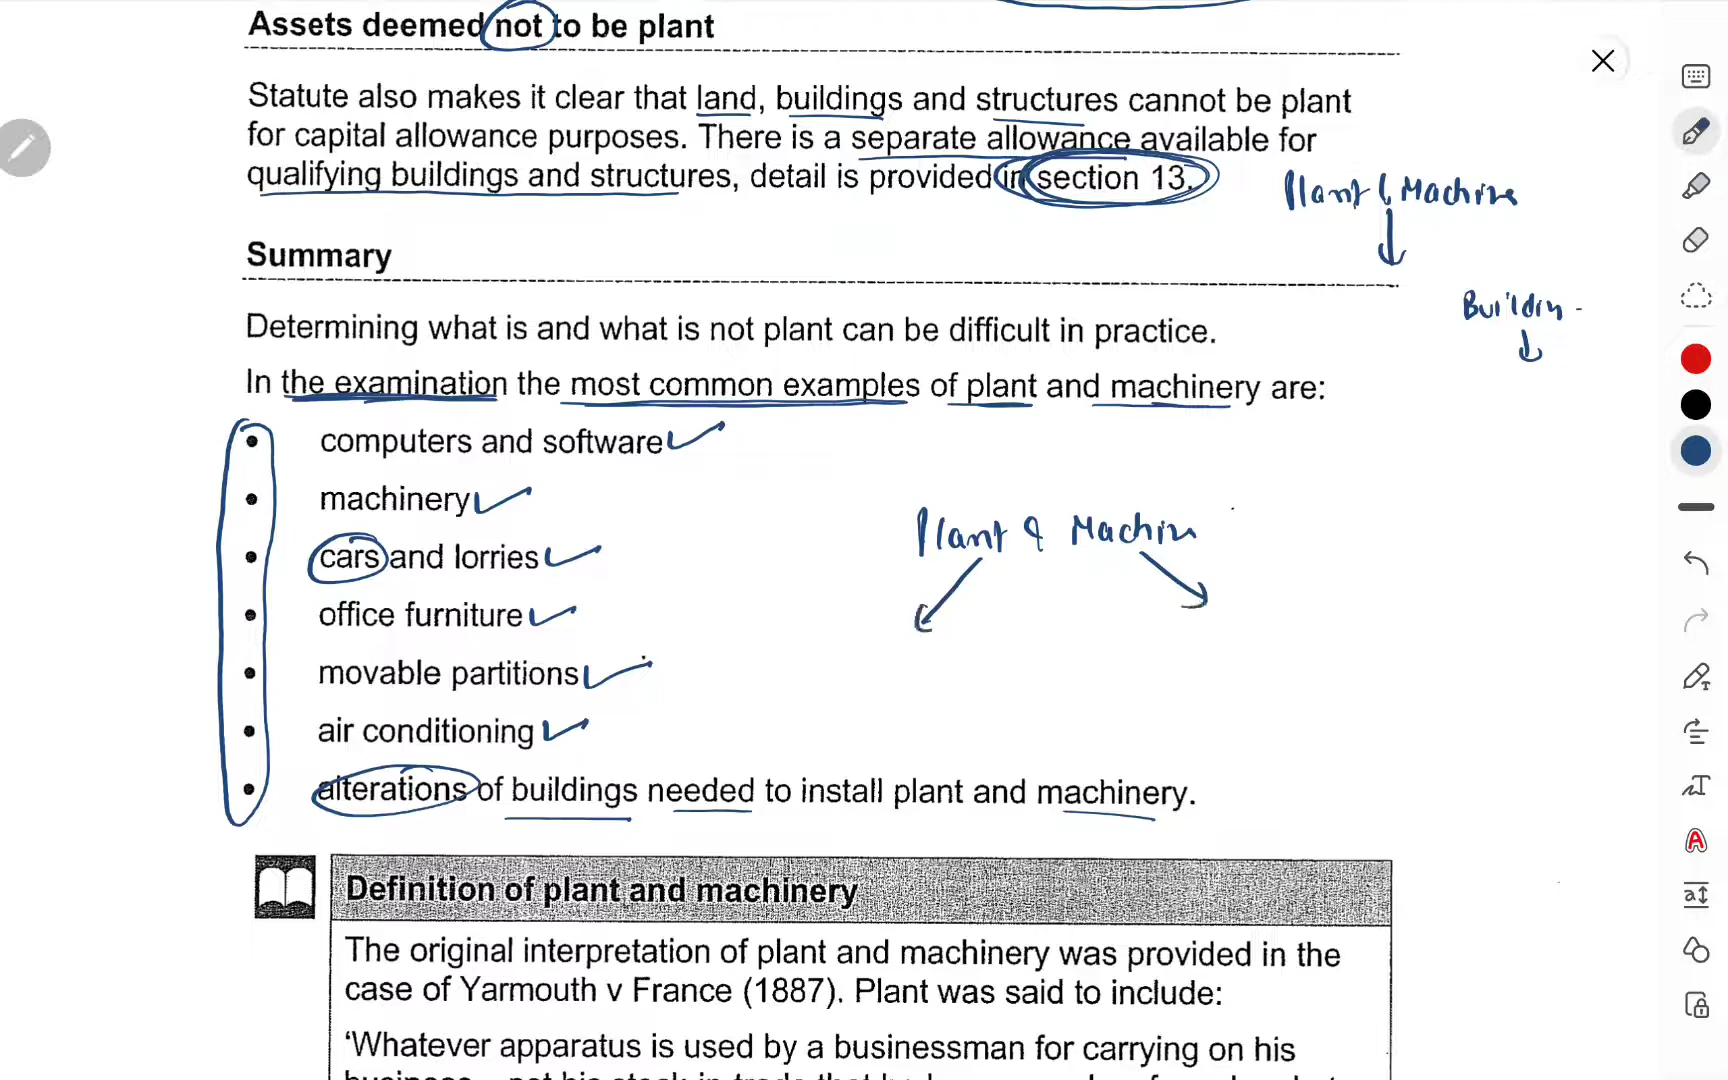 Assets deemed not to be plant
Statute also makes it clear that land, buildings and structures cannot be plant
for capital allowance purposes. There is a separate allowance available for
qualifying buildings and structures, detail is provided in section 13.
Plant & Machine
Summary
Buildin -
Determining what is and what is not plant can be difficult in practice.
In the examination the most common examples of plant and machinery are:
• computers and software
• machinery
• cars and lorries
Plant & Machin
• office furniture
• movable partitions
• air conditioning
• alterations of buildings needed to install plant and machinery.
Definition of plant and machinery
The original interpretation of plant and machinery was provided in the
case of Yarmouth v France (1887). Plant was said to include:
‘Whatever apparatus is used by a businessman for carrying on his